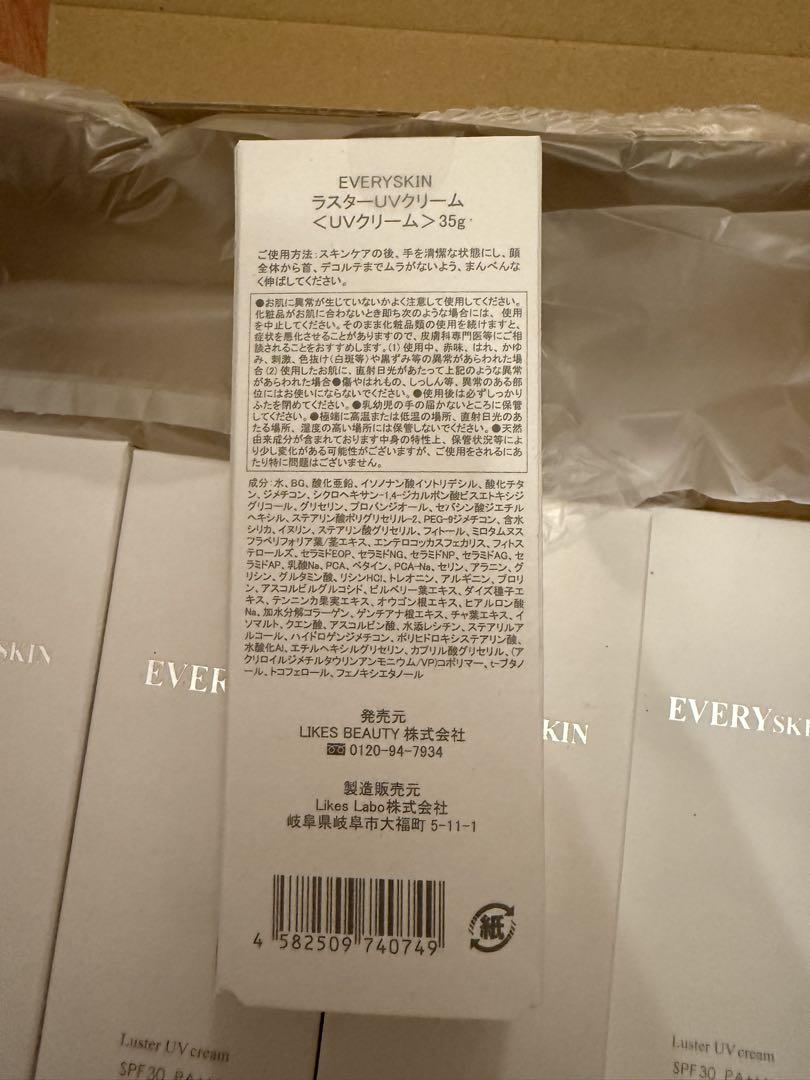 EVERYSKIN
ラスターUVクリーム
＜UVクリーム＞35g
ご使用方法：スキンケアの後、手を清潔な状態にし、顔
全体から首、デコルテまでムラがないよう、まんべんな
く伸ばしてください。
●お肌に異常が生じていないかよく注意して使用してください。
化粧品がお肌に合わないとき即ち次のような場合には、使用
を中止してください。そのまま化粧品類の使用を続けますと、
症状を悪化させることがありますので、皮膚科専門医等にご相
談されることをおすすめします。(1)使用中、赤味、はれ、かゆ
み、刺激、色抜け(白斑等)や黒ずみ等の異常があらわれた場
合(2)使用したお肌に、直射日光があたって上記のような異常
があらわれた場合●傷やはれもの、しっしん等、異常のある部
位にはお使いにならないでください。●使用後は必ずしっかり
ふたを閉めてください。●乳幼児の手の届かないところに保管
してください。●極端に高温または低温の場所、直射日光のあ
たる場所、湿度の高い場所には保管しないでください。●天然
由来成分が含まれております中身の特性上、保管状況等によ
り少し変化がある可能性がございますが、ご使用をされるにあ
たり特に問題はございません。
成分：水、BG、酸化亜鉛、イソノナン酸イソトリデシル、酸化チタ
ン、ジメチコン、シクロヘキサン-1,4-ジカルボン酸ビスエトキシジ
グリコール、グリセリン、プロパンジオール、セバシン酸ジエチル
ヘキシル、ステアリン酸ポリグリセリル-2、PEG-9ジメチコン、含水
シリカ、イヌリン、ステアリン酸グリセリル、フィトール、ミロタムヌス
フラベリフォリア葉/茎エキス、エンテロコッカスフェカリス、フィトス
テロールズ、セラミドEOP、セラミドNG、セラミドNP、セラミドAG、セ
ラミドAP、乳酸Na、PCA、ベタイン、PCA-Na、セリン、アラニン、グ
リシン、グルタミン酸、リシンHCl、トレオニン、アルギニン、プロリ
ン、アスコルビルグルコシド、ビルベリー葉エキス、ダイズ種子エ
キス、テンニンカ果実エキス、オウゴン根エキス、ヒアルロン酸
Na、加水分解コラーゲン、ゲンチアナ根エキス、チャ葉エキス、イ
ソマルト、クエン酸、アスコルビン酸、水添レシチン、ステアリルア
ルコール、ハイドロゲンジメチコン、ポリヒドロキシステアリン酸、
水酸化Al、エチルヘキシルグリセリン、カプリル酸グリセリル、(ア
クリロイルジメチルタウリンアンモニウム/VP)コポリマー、t-ブタノ
ール、トコフェロール、フェノキシエタノール
発売元
LIKES BEAUTY 株式会社
0120-94-7934
製造販売元
Likes Labo株式会社
岐阜県岐阜市大福町 5-11-1
4 582509 740749
紙
SKIN
EVER
KIN
EVERYSKI
Luster UV cream
SPF30 PA
Luster UV cream
SPF30 PA